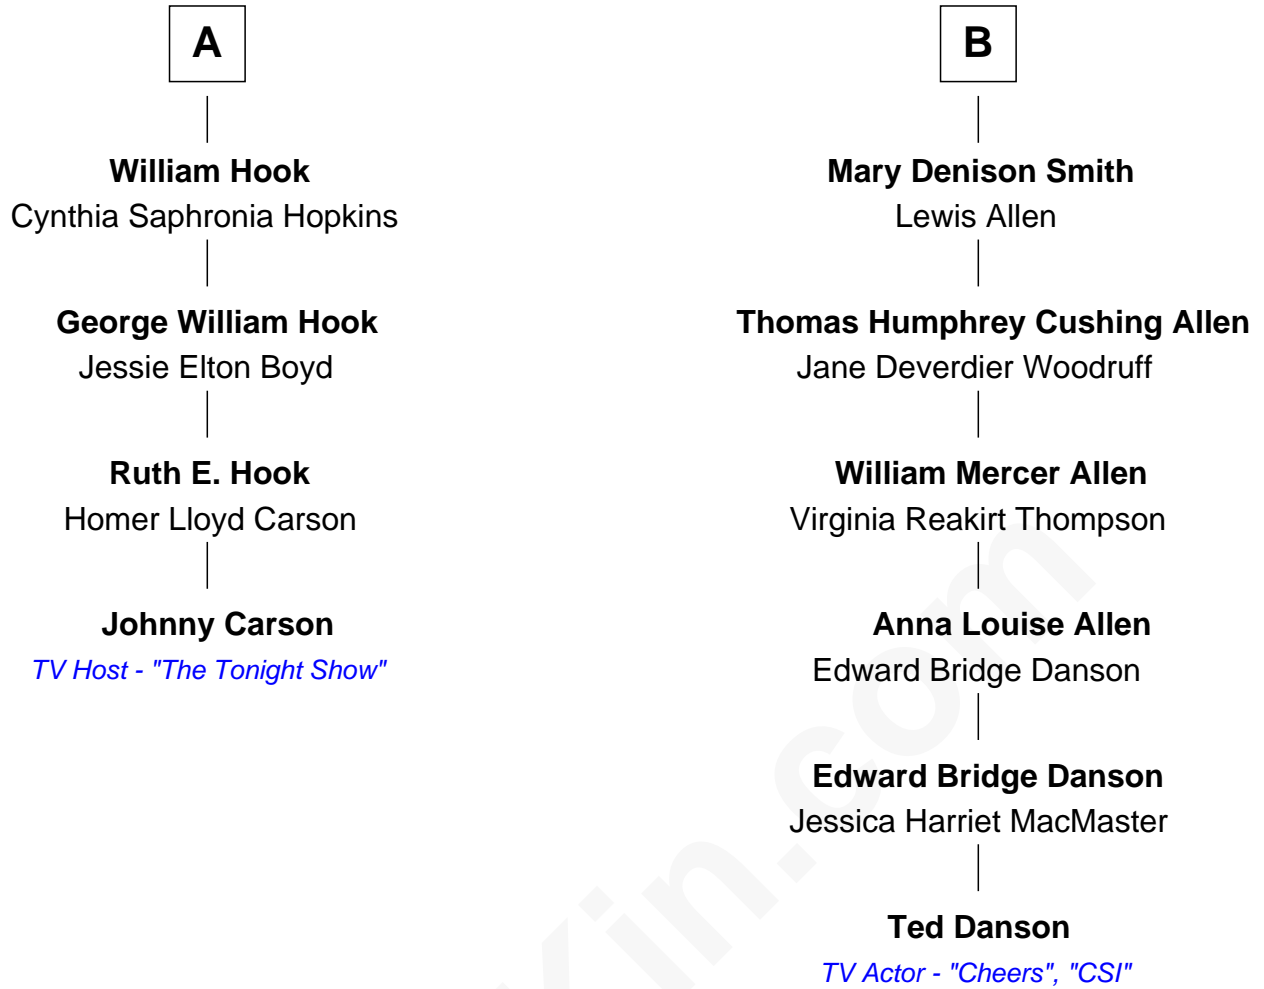 A
William Hook
Cynthia Saphronia Hopkins
George William Hook
Jessie Elton Boyd
Ruth E. Hook
Homer Lloyd Carson
Johnny Carson
TV Host - "The Tonight Show"
B
Mary Denison Smith
Lewis Allen
Thomas Humphrey Cushing Allen
Jane Deverdier Woodruff
William Mercer Allen
Virginia Reakirt Thompson
Anna Louise Allen
Edward Bridge Danson
Edward Bridge Danson
Jessica Harriet MacMaster
Ted Danson
TV Actor - "Cheers", "CSI"
Kin.com